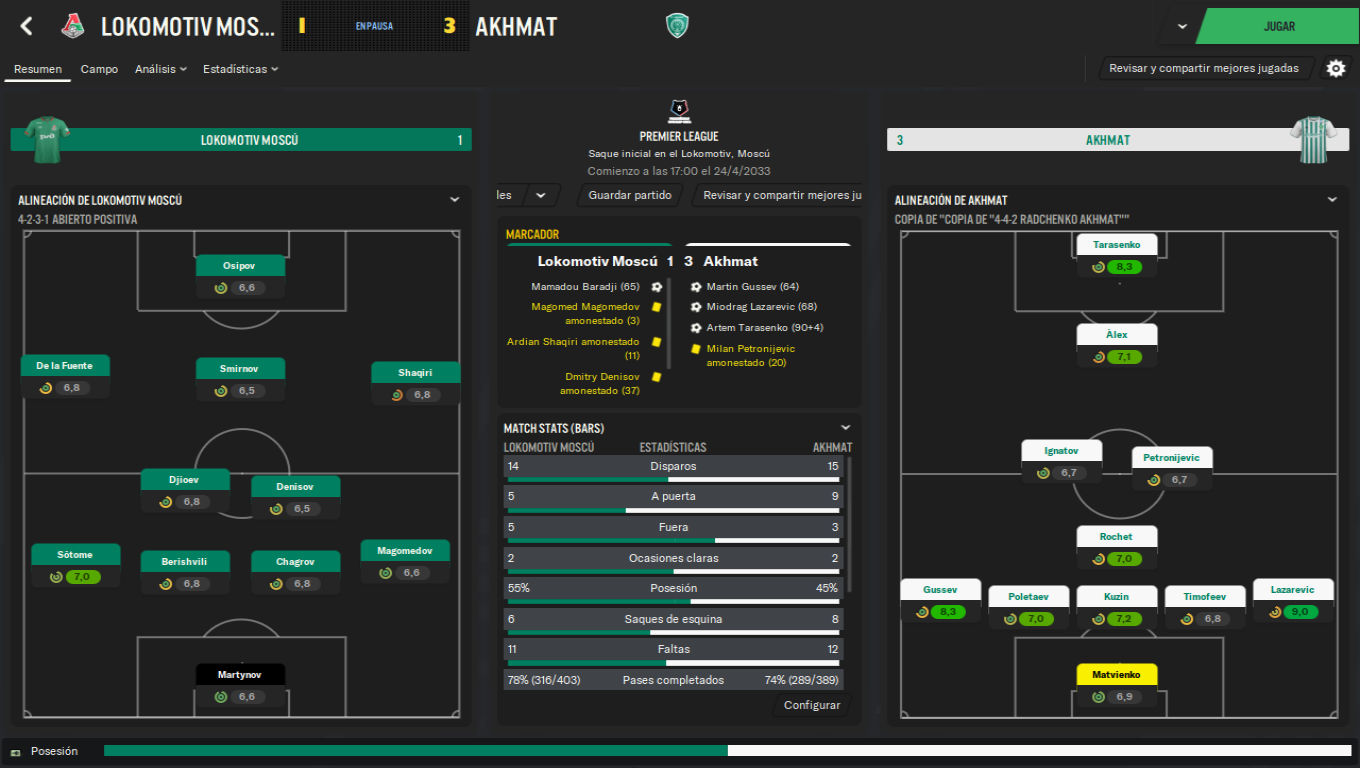 LOKOMOTIV MOS...
1
EN PAUSA
3
AKHMAT
JUGAR
Resumen
Campo
Análisis
Estadísticas
Revisar y compartir mejores jugadas
LOKOMOTIV MOSCÚ
1
PREMIER LEAGUE
Saque inicial en el Lokomotiv, Moscú
Comienzo a las 17:00 el 24/4/2033
3
AKHMAT
les
Guardar partido
Revisar y compartir mejores ju
ALINEACIÓN DE LOKOMOTIV MOSCÚ
4-2-3-1 ABIERTO POSITIVA
Osipov
6,6
De la Fuente
6,8
Smirnov
6,5
Shaqiri
6,8
Djioev
6,8
Denisov
6,5
Sôtome
7,0
Berishvili
6,8
Chagrov
6,8
Magomedov
6,6
Martynov
6,6
MARCADOR
Lokomotiv Moscú 1
3 Akhmat
Mamadou Baradji (65)
Magomed Magomedov
amonestado (3)
Ardian Shaqiri amonestado
(11)
Dmitry Denisov
amonestado (37)
Martin Gussev (64)
Miodrag Lazarevic (68)
Artem Tarasenko (90+4)
Milan Petronijevic
amonestado (20)
MATCH STATS (BARS)
LOKOMOTIV MOSCÚ ESTADÍSTICAS AKHMAT
14 Disparos 15
5 A puerta 9
5 Fuera 3
2 Ocasiones claras 2
55% Posesión 45%
6 Saques de esquina 8
11 Faltas 12
78% (316/403) Pases completados 74% (289/389)
Configurar
ALINEACIÓN DE AKHMAT
COPIA DE "COPIA DE "4-4-2 RADCHENKO AKHMAT""
Tarasenko
8,3
Àlex
7,1
Ignatov
6,7
Petronijevic
6,7
Rochet
7,0
Gussev
8,3
Poletaev
7,0
Kuzin
7,2
Timofeev
6,8
Lazarevic
9,0
Matvienko
6,9
Posesión